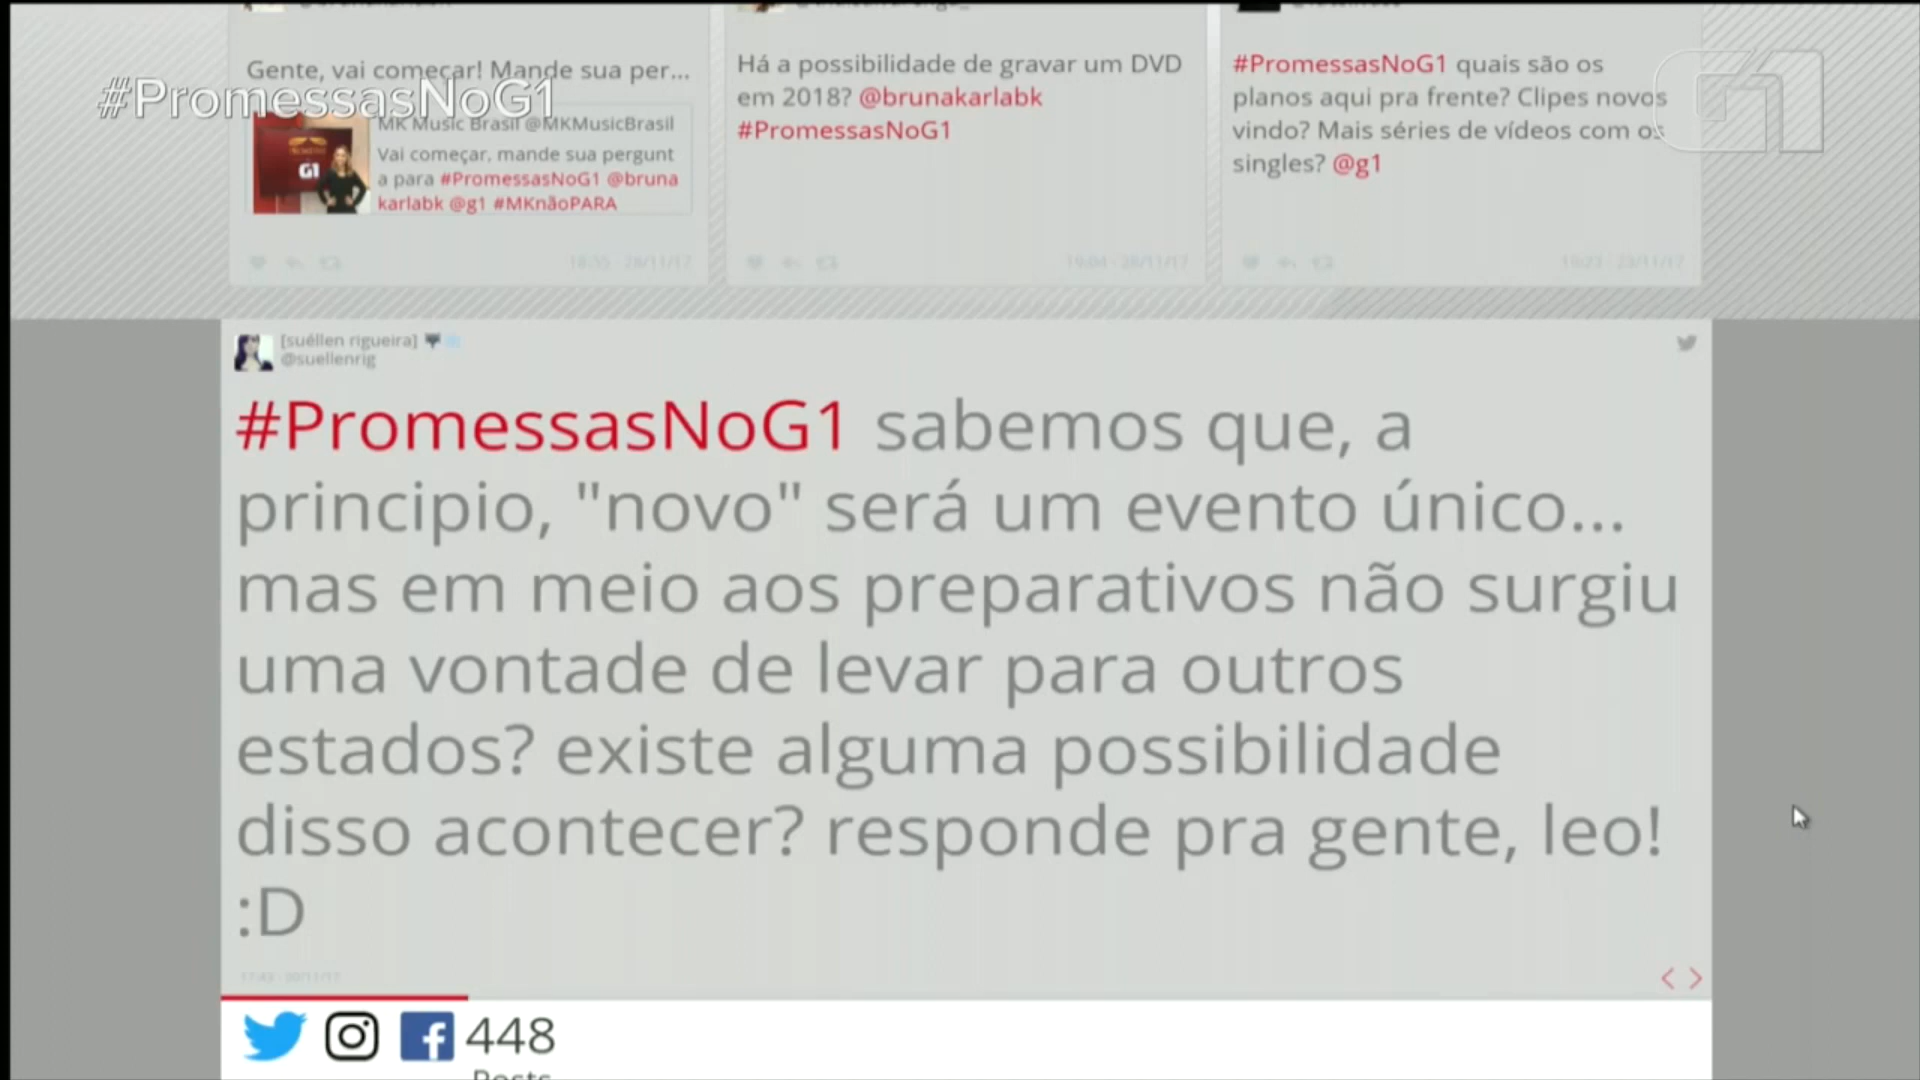 #PromessasNoG1
G1
Gente, vai começar! Mande sua per...
MK Music Brasil @MKMusicBrasil
Vai começar, mande sua pergunt
a para #PromessasNoG1 @bruna
karlabk @g1 #MKnãoPARA
G1
Há a possibilidade de gravar um DVD
em 2018? @brunakarlabk
#PromessasNoG1
#PromessasNoG1 quais são os
planos aqui pra frente? Clipes novos
vindo? Mais séries de vídeos com os
singles? @g1
[suéllen rigueira]
@suellenrig
#PromessasNoG1 sabemos que, a
principio, "novo" será um evento único...
mas em meio aos preparativos não surgiu
uma vontade de levar para outros
estados? existe alguma possibilidade
disso acontecer? responde pra gente, leo!
:D
448
Posts